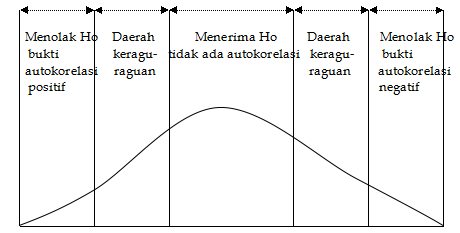 Menolak Ho
bukti
autokorelasi
positif
Daerah
keragu-
raguan
Menerima Ho
tidak ada autokorelasi
Daerah
keragu-
raguan
Menolak Ho
bukti
autokorelasi
negatif